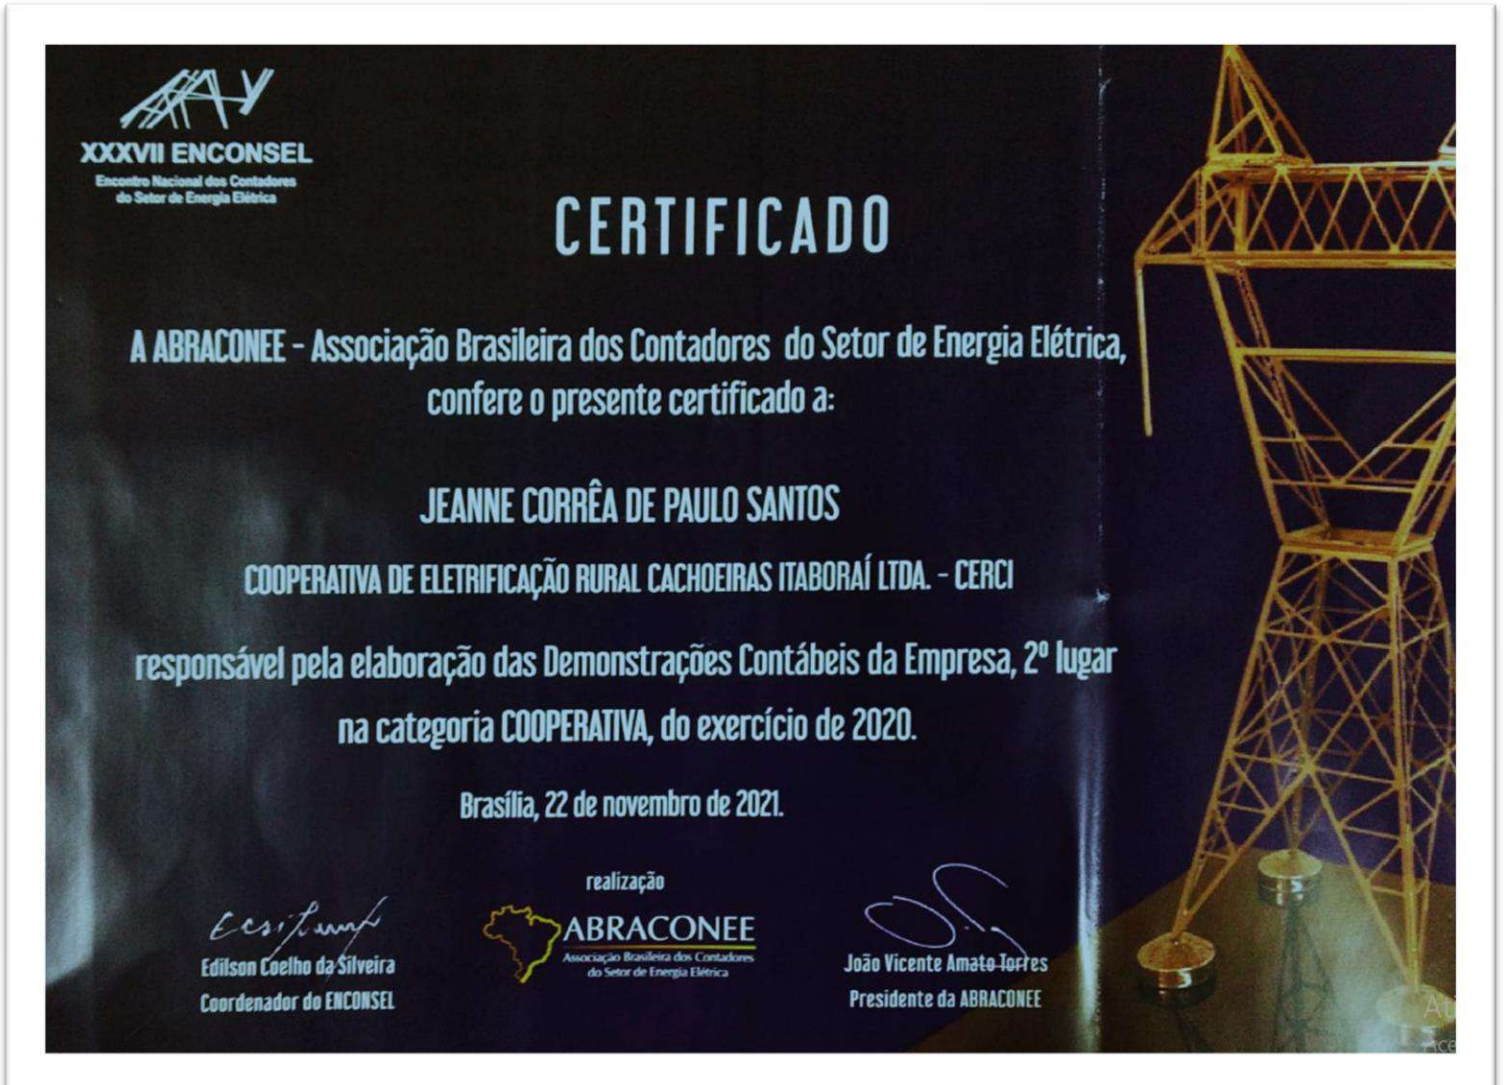 XXXVII ENCONSEL
Encontro Nacional dos Contadores
do Setor de Energia Elétrica
CERTIFICADO
A ABRACONEE - Associação Brasileira dos Contadores do Setor de Energia Elétrica,
confere o presente certificado a:
JEANNE CORRÊA DE PAULO SANTOS
COOPERATIVA DE ELETRIFICAÇÃO RURAL CACHOEIRAS ITABORAÍ LTDA. - CERCI
responsável pela elaboração das Demonstrações Contábeis da Empresa, 2º lugar
na categoria COOPERATIVA, do exercício de 2020.
Brasília, 22 de novembro de 2021.
realização
ABRACONEE
Associação Brasileira dos Contadores
do Setor de Energia Elétrica
Edilson Coelho da Silveira
Coordenador do ENCONSEL
João Vicente Amato Torres
Presidente da ABRACONEE